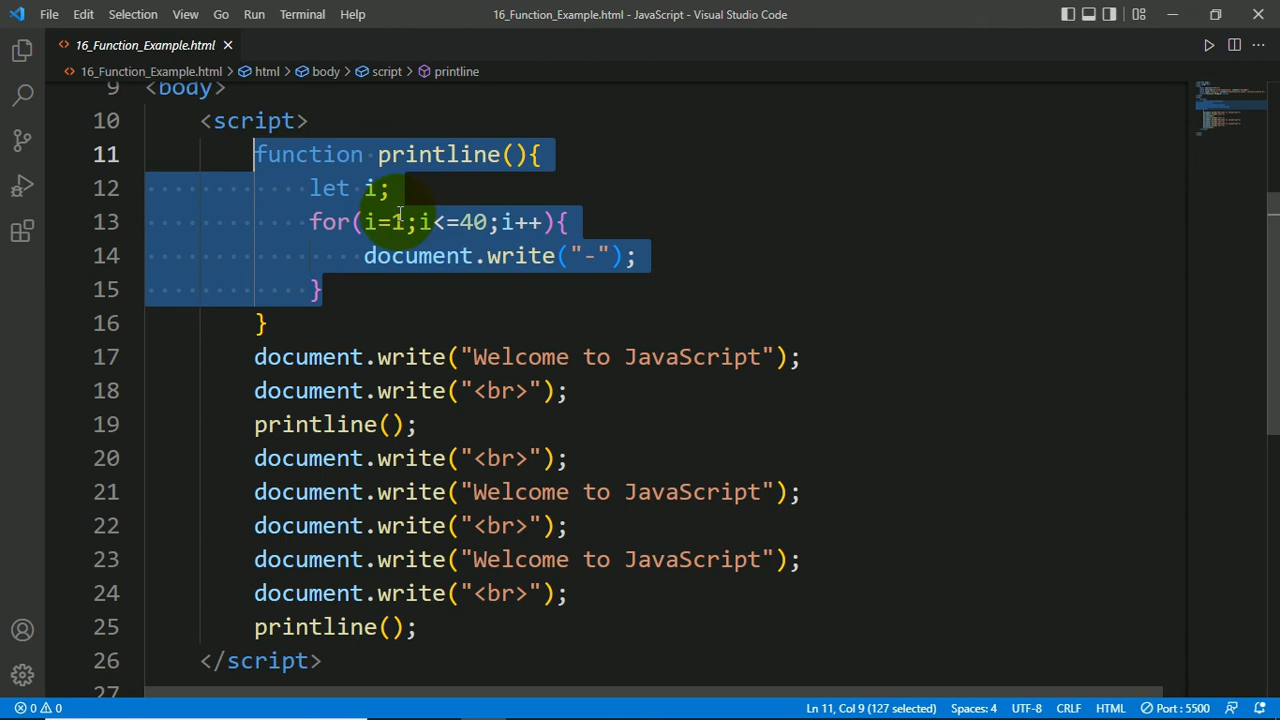 File Edit Selection View Go Run Terminal Help 16_Function_Example.html - JavaScript - Visual Studio Code
<> 16_Function_Example.html ×
<> 16_Function_Example.html > html > body > script > printline
9 <body>
10 <script>
11 function printline(){
12 let i;
13 for(i=1;i<=40;i++){
14 document.write("-");
15 }
16 }
17 document.write("Welcome to JavaScript");
18 document.write("<br>");
19 printline();
20 document.write("<br>");
21 document.write("Welcome to JavaScript");
22 document.write("<br>");
23 document.write("Welcome to JavaScript");
24 document.write("<br>");
25 printline();
26 </script>
27
0 0 Ln 11, Col 9 (127 selected) Spaces: 4 UTF-8 CRLF HTML Port : 5500